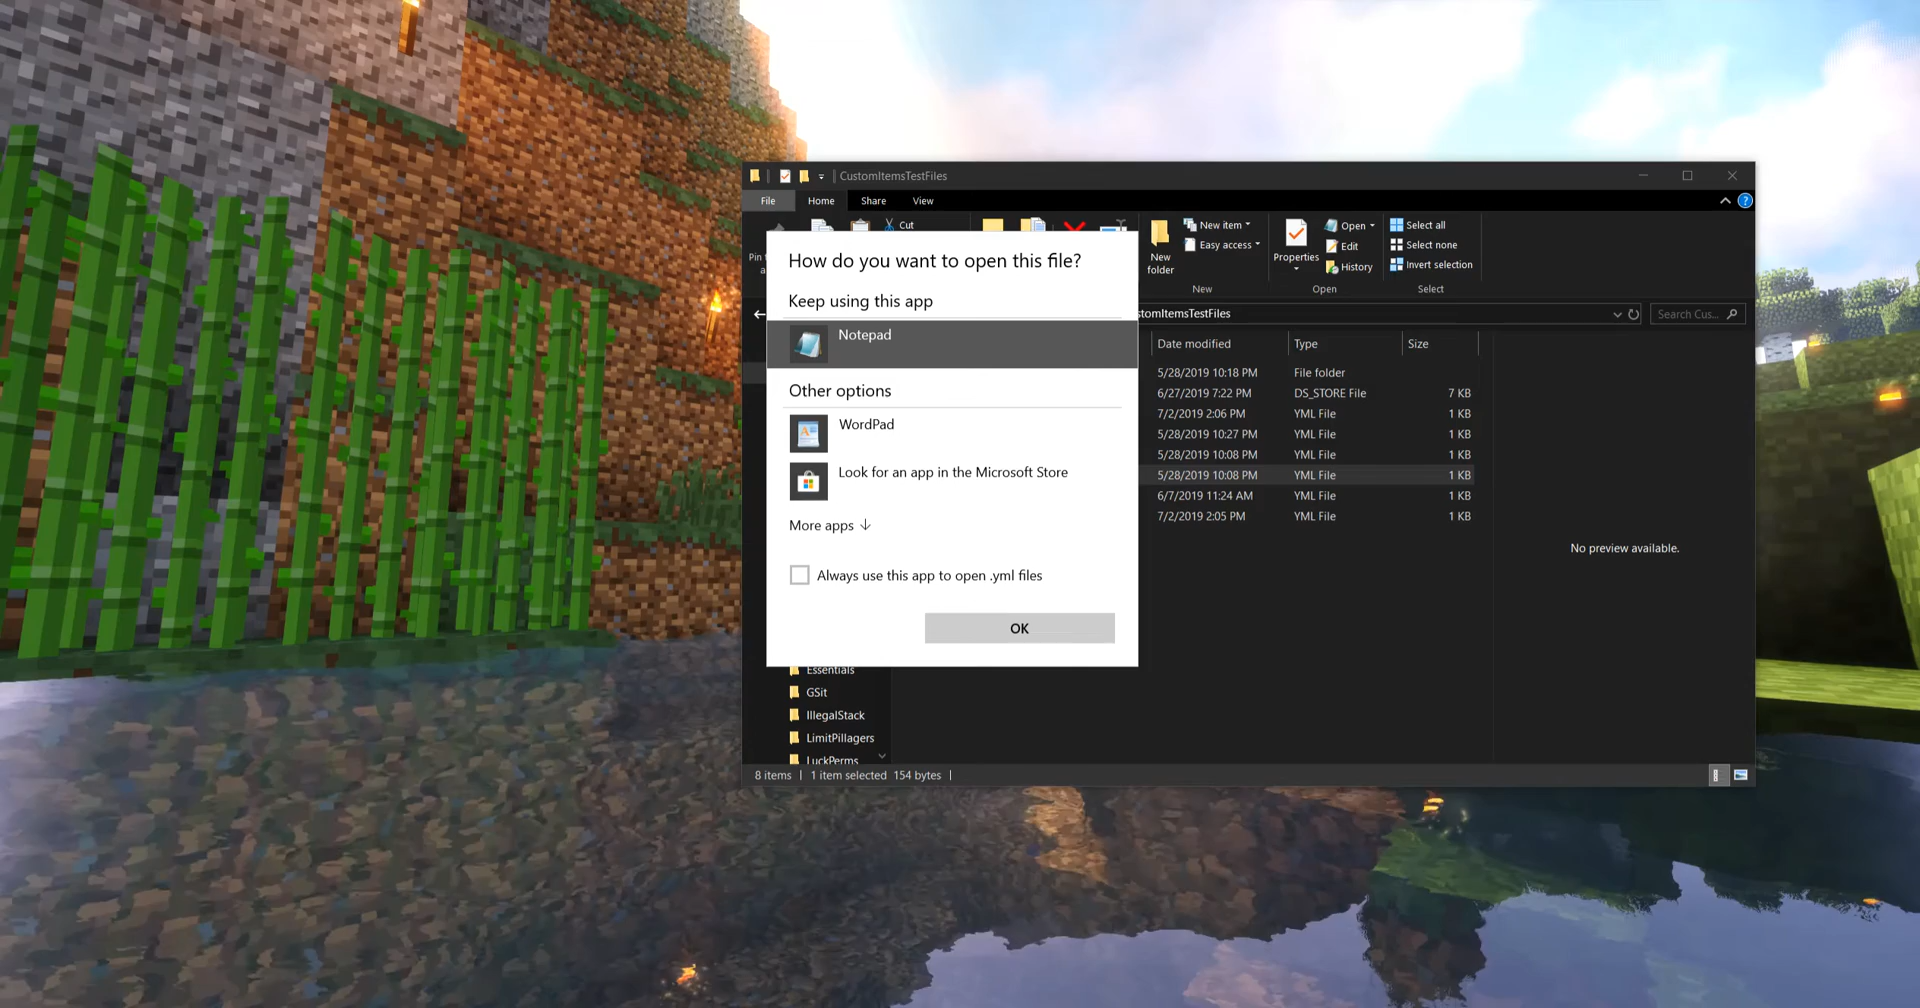 CustomItemsTestFiles
File Home Share View
Cut
New item
Easy access
New
folder
New
Properties
Open
Edit
History
Open
Select all
Select none
Invert selection
Select
Pin
How do you want to open this file?
Keep using this app
Notepad
Other options
WordPad
Look for an app in the Microsoft Store
More apps
Always use this app to open .yml files
OK
tomItemsTestFiles
Search Cus...
Date modified Type Size
5/28/2019 10:18 PM File folder
6/27/2019 7:22 PM DS_STORE File 7 KB
7/2/2019 2:06 PM YML File 1 KB
5/28/2019 10:27 PM YML File 1 KB
5/28/2019 10:08 PM YML File 1 KB
5/28/2019 10:08 PM YML File 1 KB
6/7/2019 11:24 AM YML File 1 KB
7/2/2019 2:05 PM YML File 1 KB
No preview available.
Essentials
GSit
IllegalStack
LimitPillagers
LuckPerms
8 items 1 item selected 154 bytes